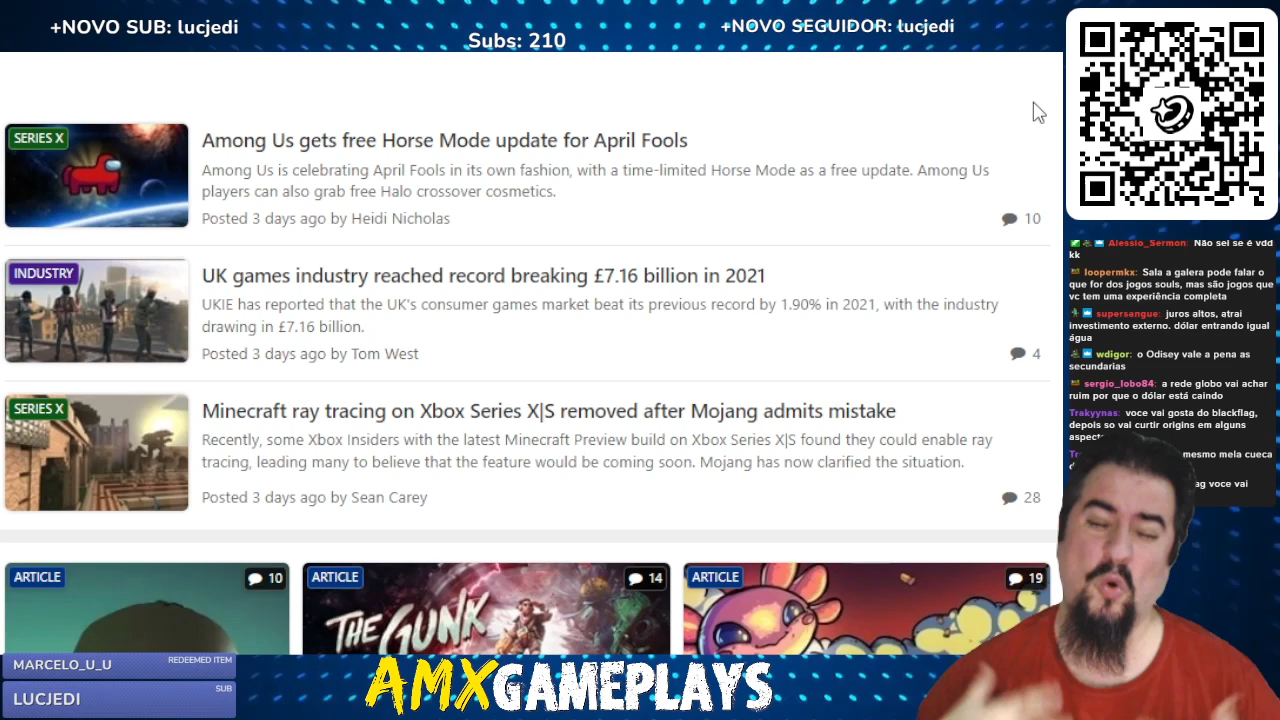 +NOVO SUB: lucjedi
Subs: 210
+NOVO SEGUIDOR: lucjedi
SERIES X
Among Us gets free Horse Mode update for April Fools
Among Us is celebrating April Fools in its own fashion, with a time-limited Horse Mode as a free update. Among Us
players can also grab free Halo crossover cosmetics.
Posted 3 days ago by Heidi Nicholas
10
INDUSTRY
UK games industry reached record breaking £7.16 billion in 2021
UKIE has reported that the UK's consumer games market beat its previous record by 1.90% in 2021, with the industry
drawing in £7.16 billion.
Posted 3 days ago by Tom West
4
SERIES X
Minecraft ray tracing on Xbox Series X|S removed after Mojang admits mistake
Recently, some Xbox Insiders with the latest Minecraft Preview build on Xbox Series X|S found they could enable ray
tracing, leading many to believe that the feature would be coming soon. Mojang has now clarified the situation.
Posted 3 days ago by Sean Carey
28
ARTICLE
10
ARTICLE
14
THE GUNK
ARTICLE
19
Alessio_Sermon: Não sei se é vdd
kk
loopermkx: Sala a galera pode falar o
que for dos jogos souls, mas são jogos que
vc tem uma experiência completa
supersangue: juros altos, atrai
investimento externo. dólar entrando igual
água
wdigor: o Odisey vale a pena as
secundarias
sergio_lobo84: a rede globo vai achar
ruim por que o dólar está caindo
Trakyynas: voce vai gosta do blackflag,
depois so vai curtir origins em alguns
mesmo mela cueca
voce vai
MARCELO_U_U
REDEEMED ITEM
LUCJEDI
SUB
AMXGAMEPLAYS